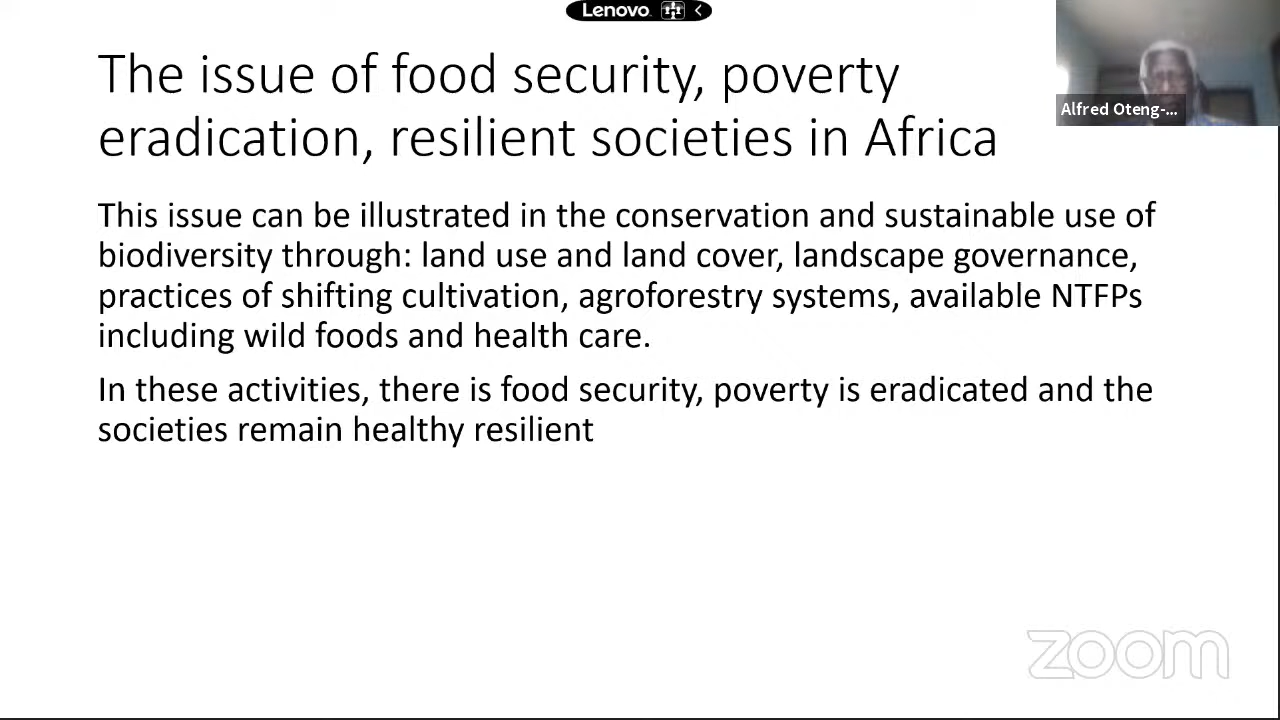 Lenovo
The issue of food security, poverty
eradication, resilient societies in Africa
Alfred Oteng-...
This issue can be illustrated in the conservation and sustainable use of
biodiversity through: land use and land cover, landscape governance,
practices of shifting cultivation, agroforestry systems, available NTFPs
including wild foods and health care.
In these activities, there is food security, poverty is eradicated and the
societies remain healthy resilient
zoom